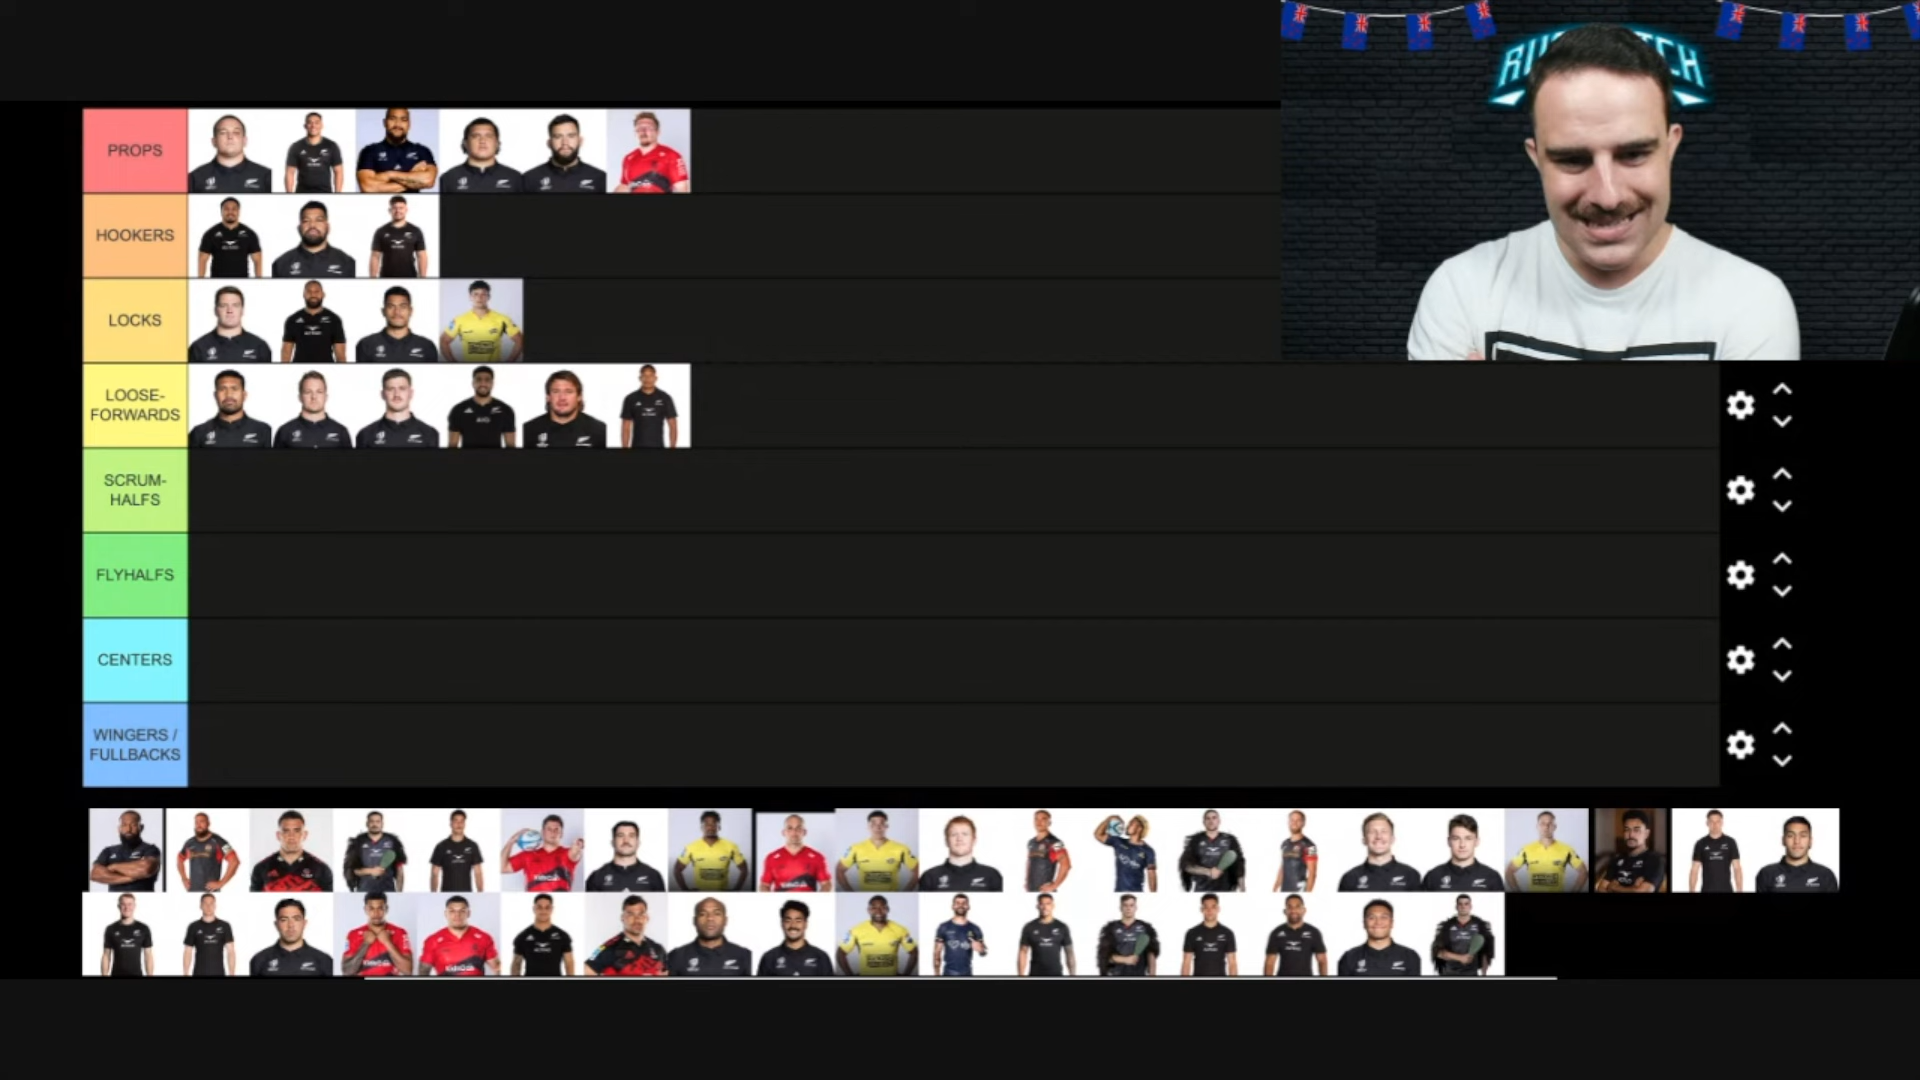 PROPS
HOOKERS
LOCKS
LOOSE-
FORWARDS
SCRUM-
HALFS
FLYHALFS
CENTERS
WINGERS /
FULLBACKS